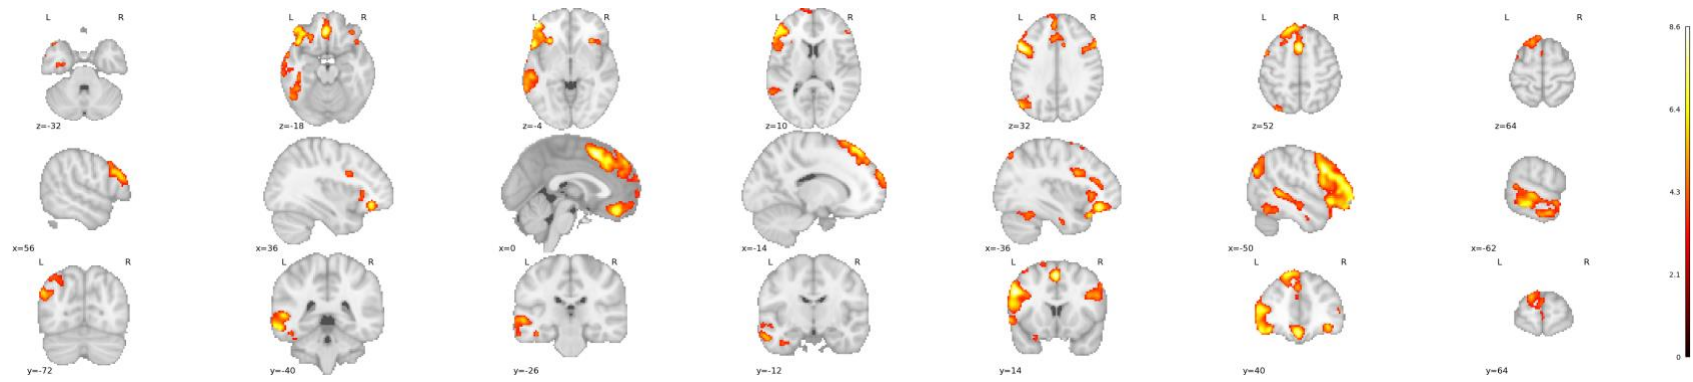 L R L R L R L R L R L R L R
8.6
z=-32 z=-18 z=-4 z=10 z=32 z=52 z=64
6.4
4.3
x=56 x=36 x=0 x=-14 x=-36 x=-50 x=-62
L R L R L R L R L R L R L R
2.1
0
y=-72 y=-40 y=-26 y=-12 y=14 y=40 y=64